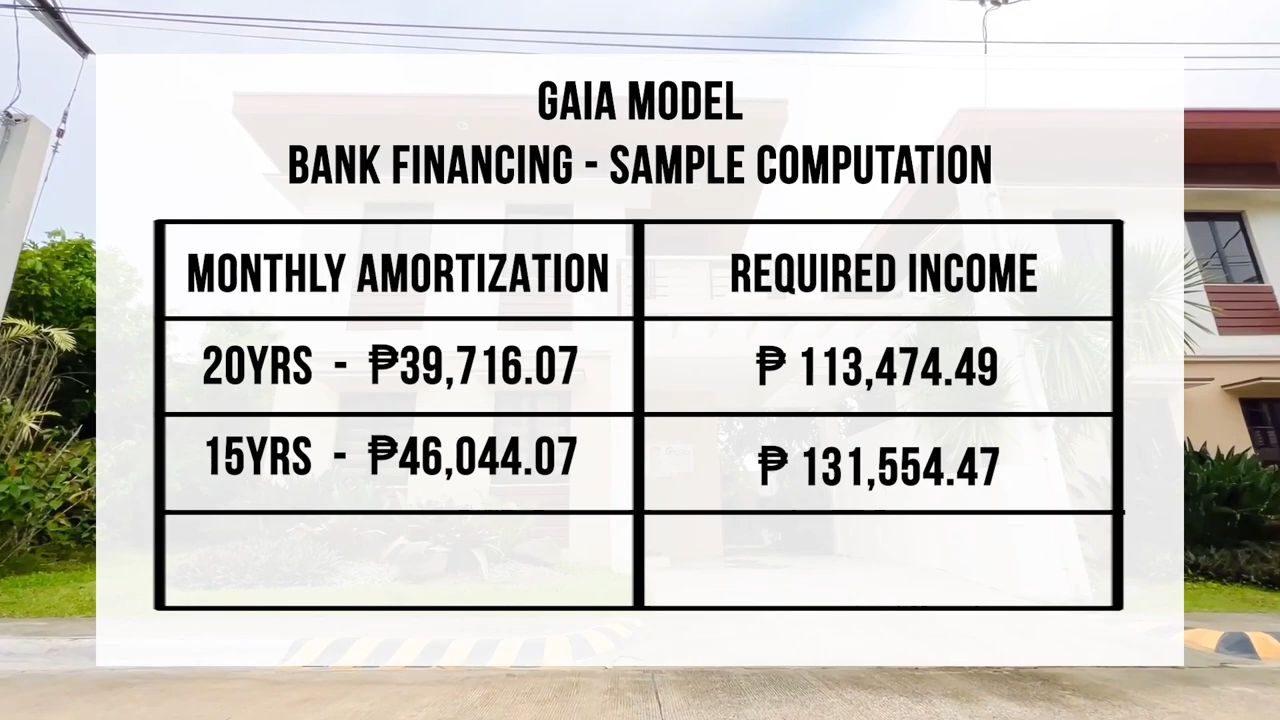 GAIA MODEL
BANK FINANCING - SAMPLE COMPUTATION
MONTHLY AMORTIZATION REQUIRED INCOME
20YRS - ₱39,716.07 ₱ 113,474.49
15YRS - ₱46,044.07 ₱ 131,554.47